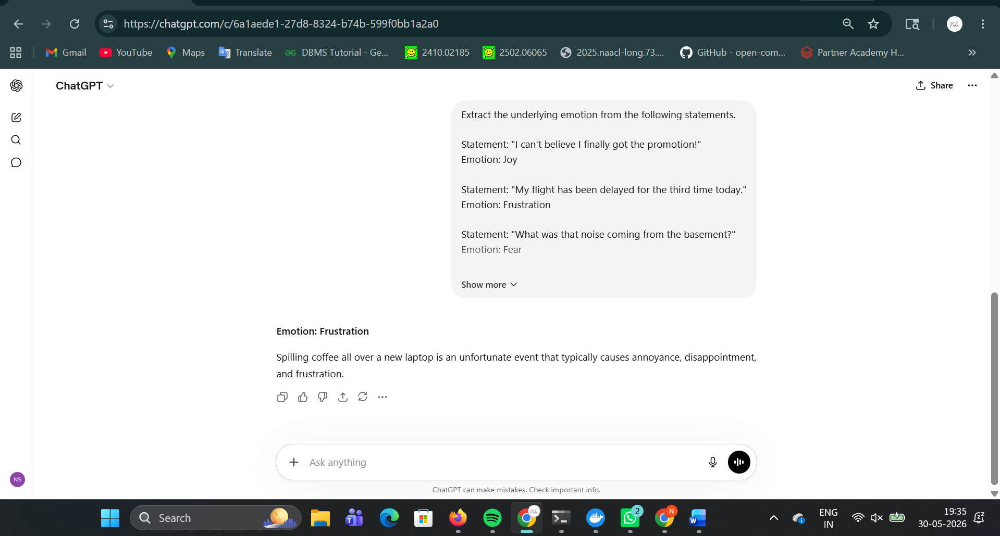 https://chatgpt.com/c/6a1aede1-27d8-8324-b74b-599f0bb1a2a0
Gmail
YouTube
Maps
Translate
DBMS Tutorial - Ge...
2410.02185
2502.06065
2025.naacl-long.73....
GitHub - open-com...
Partner Academy H...
ChatGPT
Share
Extract the underlying emotion from the following statements.
Statement: "I can't believe I finally got the promotion!"
Emotion: Joy
Statement: "My flight has been delayed for the third time today."
Emotion: Frustration
Statement: "What was that noise coming from the basement?"
Emotion: Fear
Show more
Emotion: Frustration
Spilling coffee all over a new laptop is an unfortunate event that typically causes annoyance, disappointment,
and frustration.
Ask anything
NS
ChatGPT can make mistakes. Check important info.
Search
2
N
ENG
IN
19:35
30-05-2026